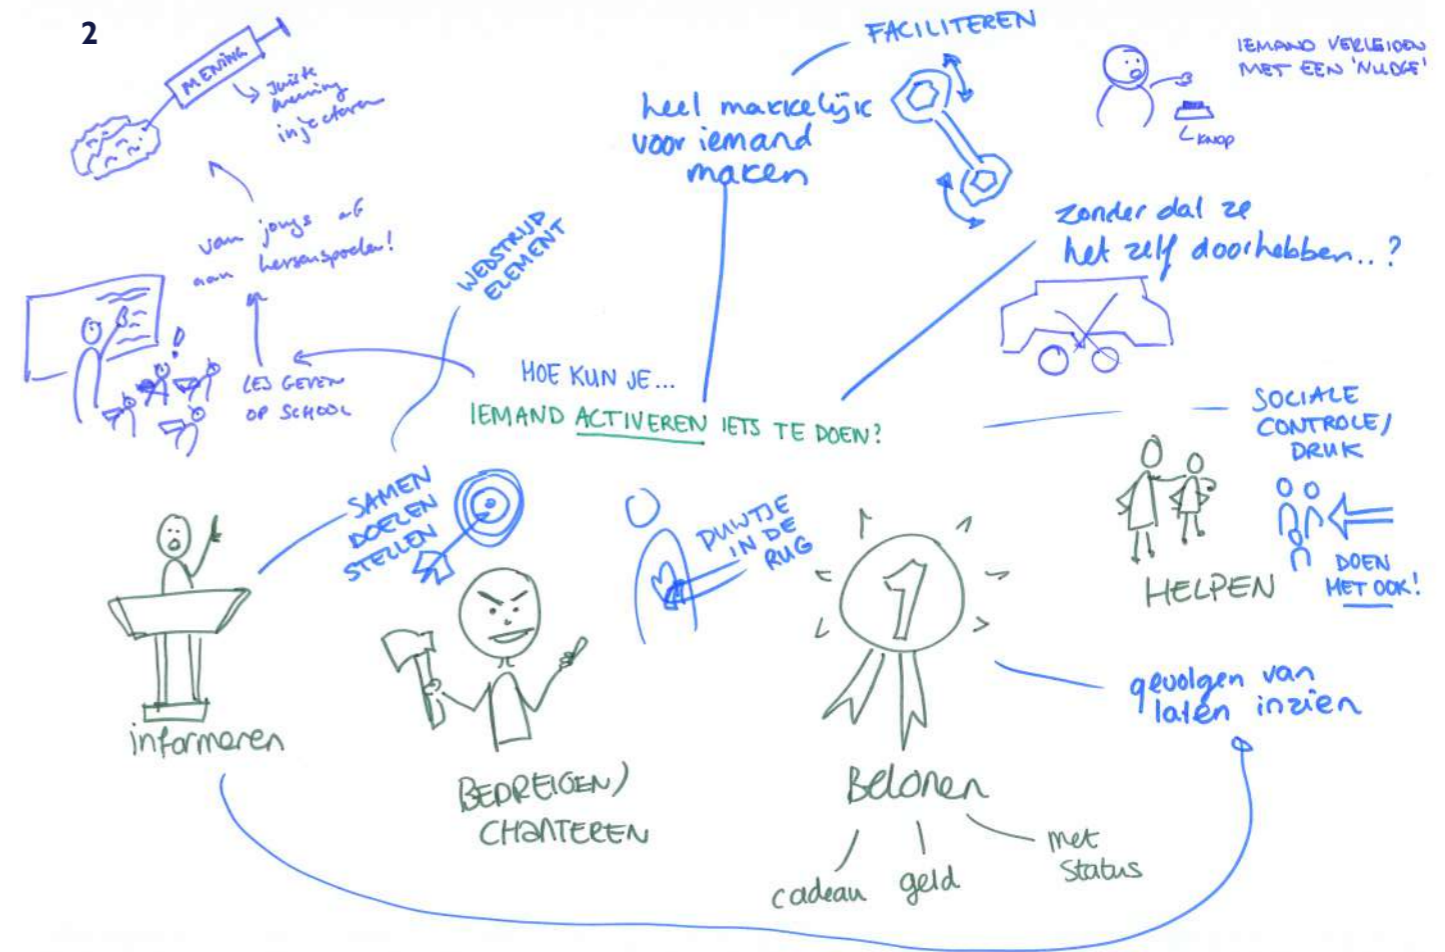 2
MENING
Juiste
mening
injecteren
van jongs af
aan hersenspoelen!
LES GEVEN
OP SCHOOL
WEDSTRIJD
ELEMENT
FACILITEREN
heel makkelijk
voor iemand
maken
IEMAND VERLEIDEN
MET EEN 'NUDGE'
KNOP
zonder dat ze
het zelf doorhebben..?
HOE KUN JE...
IEMAND ACTIVEREN IETS TE DOEN?
SOCIALE
CONTROLE/
DRUK
DOEN
HET OOK!
HELPEN
SAMEN
DOELEN
STELLEN
DUWTJE
IN DE
RUG
1
informeren
BEDREIGEN/
CHANTEREN
Belonen
cadeau
geld
met
status
gevolgen van
laten inzien